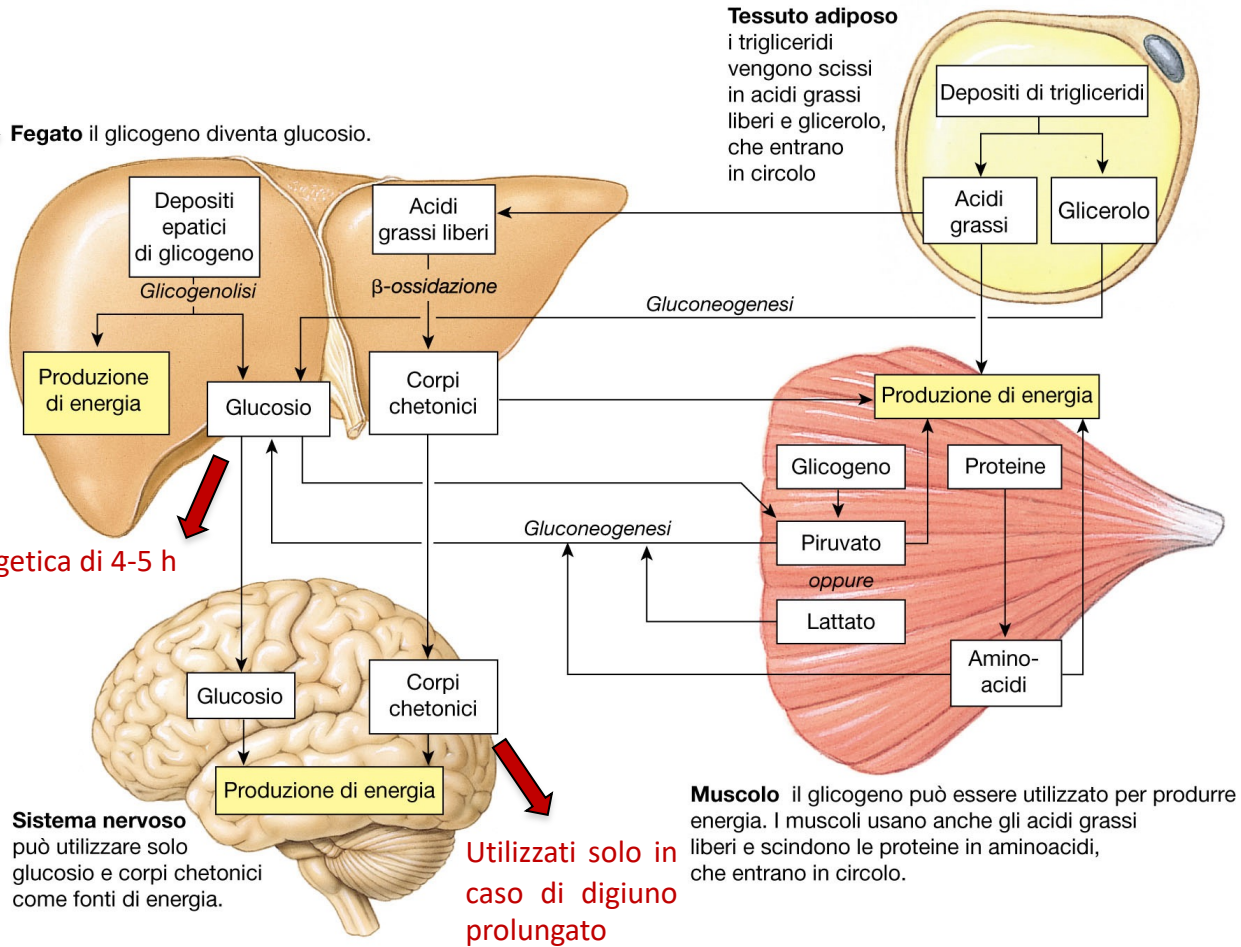 Tessuto adiposo
i trigliceridi
vengono scissi
in acidi grassi
liberi e glicerolo,
che entrano
in circolo
Depositi di trigliceridi
Acidi
grassi
Glicerolo
Fegato il glicogeno diventa glucosio.
Depositi
epatici
di glicogeno
Acidi
grassi liberi
Glicogenolisi
β-ossidazione
Gluconeogenesi
Produzione
di energia
Glucosio
Corpi
chetonici
Produzione di energia
Glicogeno
Proteine
Gluconeogenesi
Piruvato
oppure
Lattato
Amino-
acidi
di 4-5 h
Glucosio
Corpi
chetonici
Produzione di energia
Sistema nervoso
può utilizzare solo
glucosio e corpi chetonici
come fonti di energia.
Utilizzati solo in
caso di digiuno
prolungato
Muscolo il glicogeno può essere utilizzato per produrre
energia. I muscoli usano anche gli acidi grassi
liberi e scindono le proteine in aminoacidi,
che entrano in circolo.